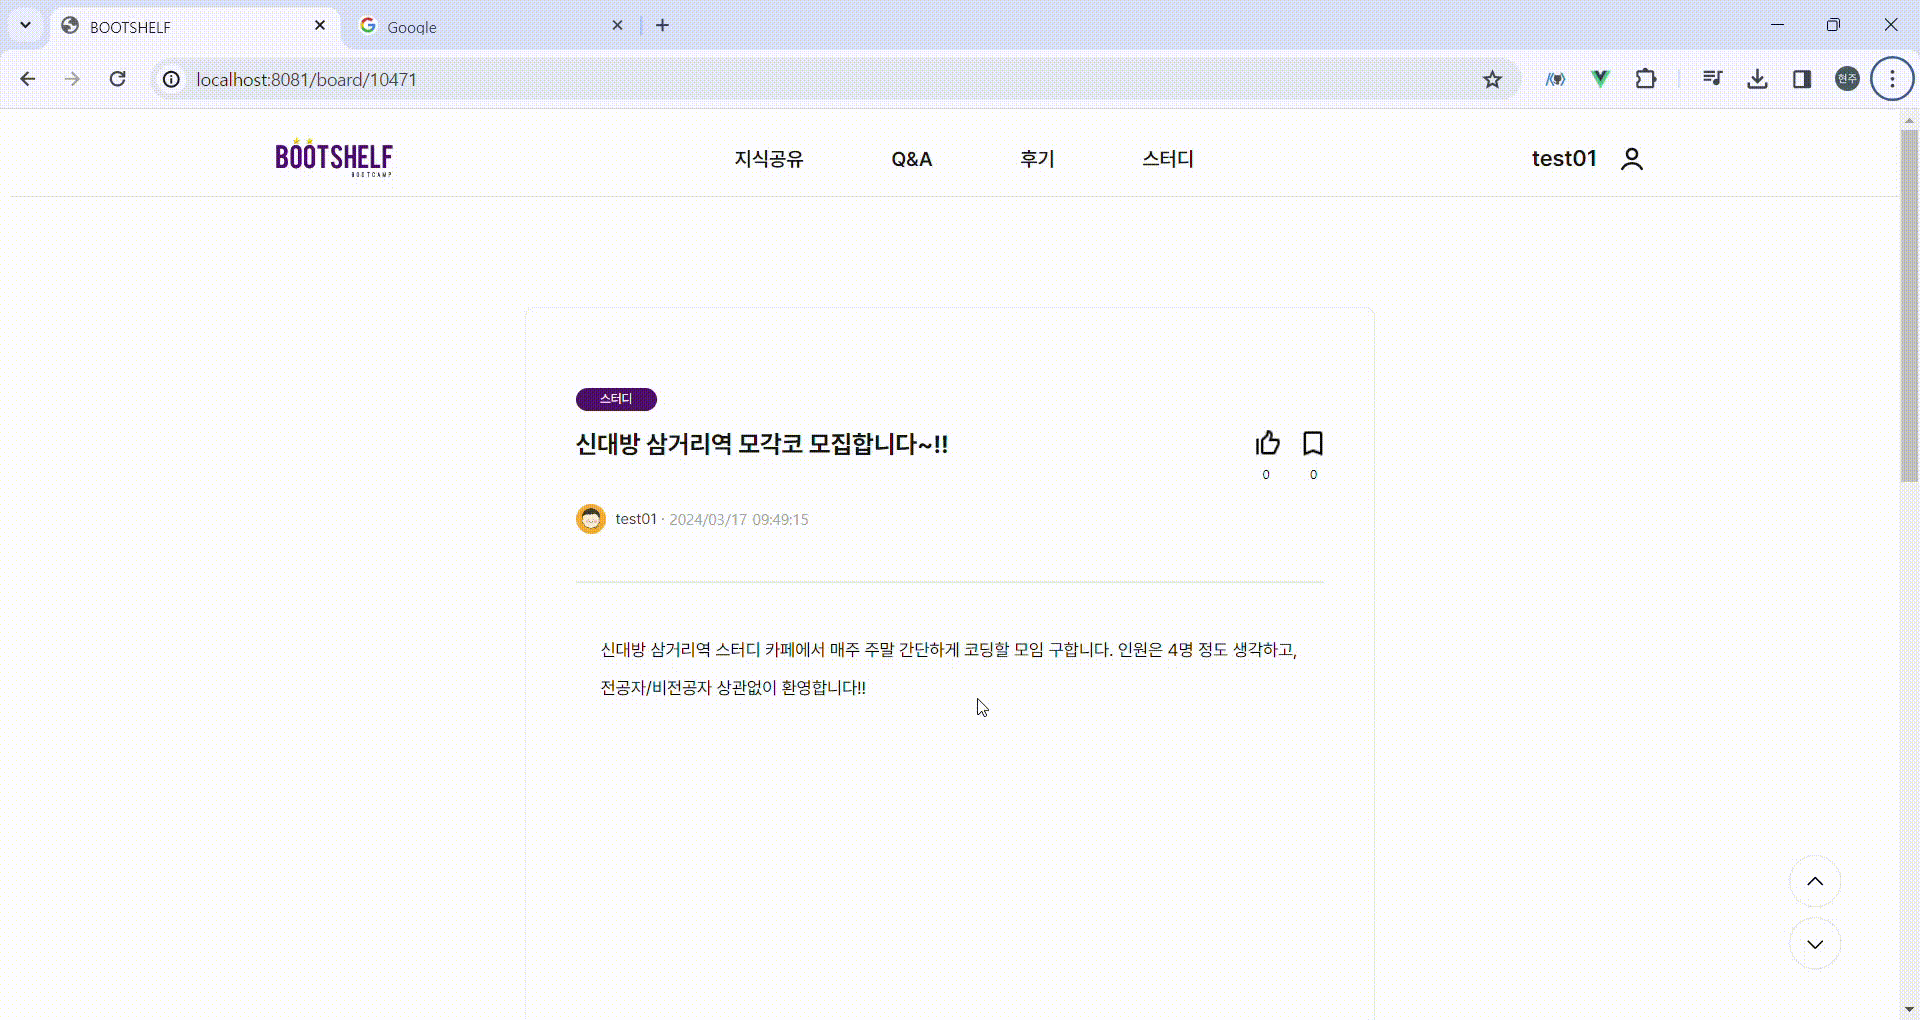 BOOTSHELF
Google
localhost:8081/board/10471
현주
BOOTSHELF
BOOTCAMP
지식공유
Q&A
후기
스터디
test01
스터디
신대방 삼거리역 모각코 모집합니다~!!
0
0
test01 · 2024/03/17 09:49:15
신대방 삼거리역 스터디 카페에서 매주 주말 간단하게 코딩할 모임 구합니다. 인원은 4명 정도 생각하고,
전공자/비전공자 상관없이 환영합니다!!